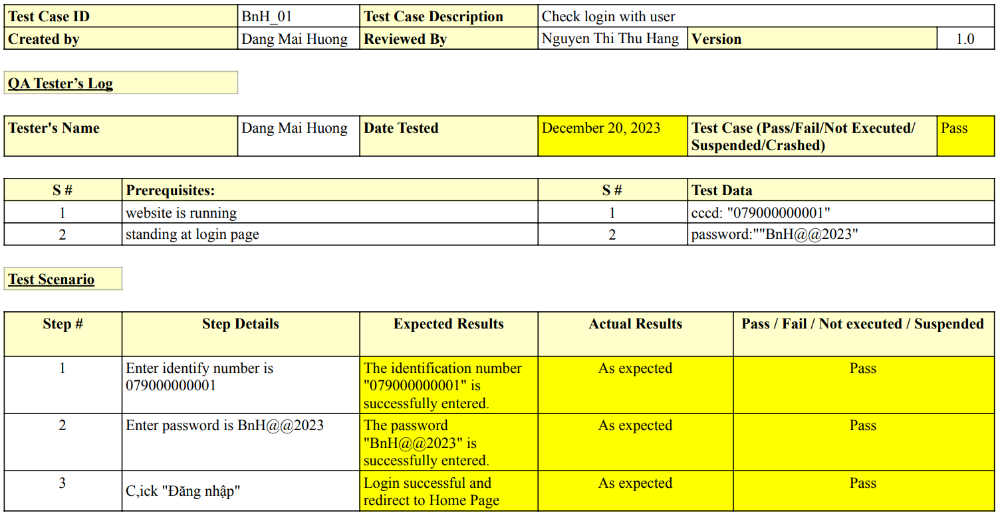 Test Case ID BnH_01 Test Case Description Check login with user
Created by Dang Mai Huong Reviewed By Nguyen Thi Thu Hang Version 1.0
QA Tester’s Log
Tester's Name Dang Mai Huong Date Tested December 20, 2023 Test Case (Pass/Fail/Not Executed/ Pass
Suspended/Crashed)
S # Prerequisites: S # Test Data
1 website is running 1 cccd: "079000000001"
2 standing at login page 2 password:""BnH@@2023"
Test Scenario
Step # Step Details Expected Results Actual Results Pass / Fail / Not executed / Suspended
1 Enter identify number is The identification number As expected Pass
079000000001 "079000000001" is
successfully entered.
2 Enter password is BnH@@2023 The password As expected Pass
"BnH@@2023" is
successfully entered.
3 C,ick "Đăng nhập" Login successful and As expected Pass
redirect to Home Page